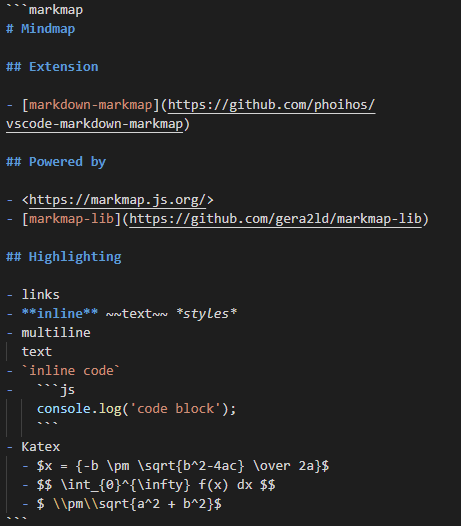 ```markmap
# Mindmap
## Extension
- [markdown-markmap](https://github.com/phoihos/
vscode-markdown-markmap)
## Powered by
- <https://markmap.js.org/>
- [markmap-lib](https://github.com/gera2ld/markmap-lib)
## Highlighting
- links
- **inline** ~~text~~ *styles*
- multiline
  text
- `inline code`
-   ```js
    console.log('code block');
    ```
- Katex
  - $x = {-b \pm \sqrt{b^2-4ac} \over 2a}$
  - $$ \int_{0}^{\infty} f(x) dx $$
  - $ \\pm\\sqrt{a^2 + b^2}$
```